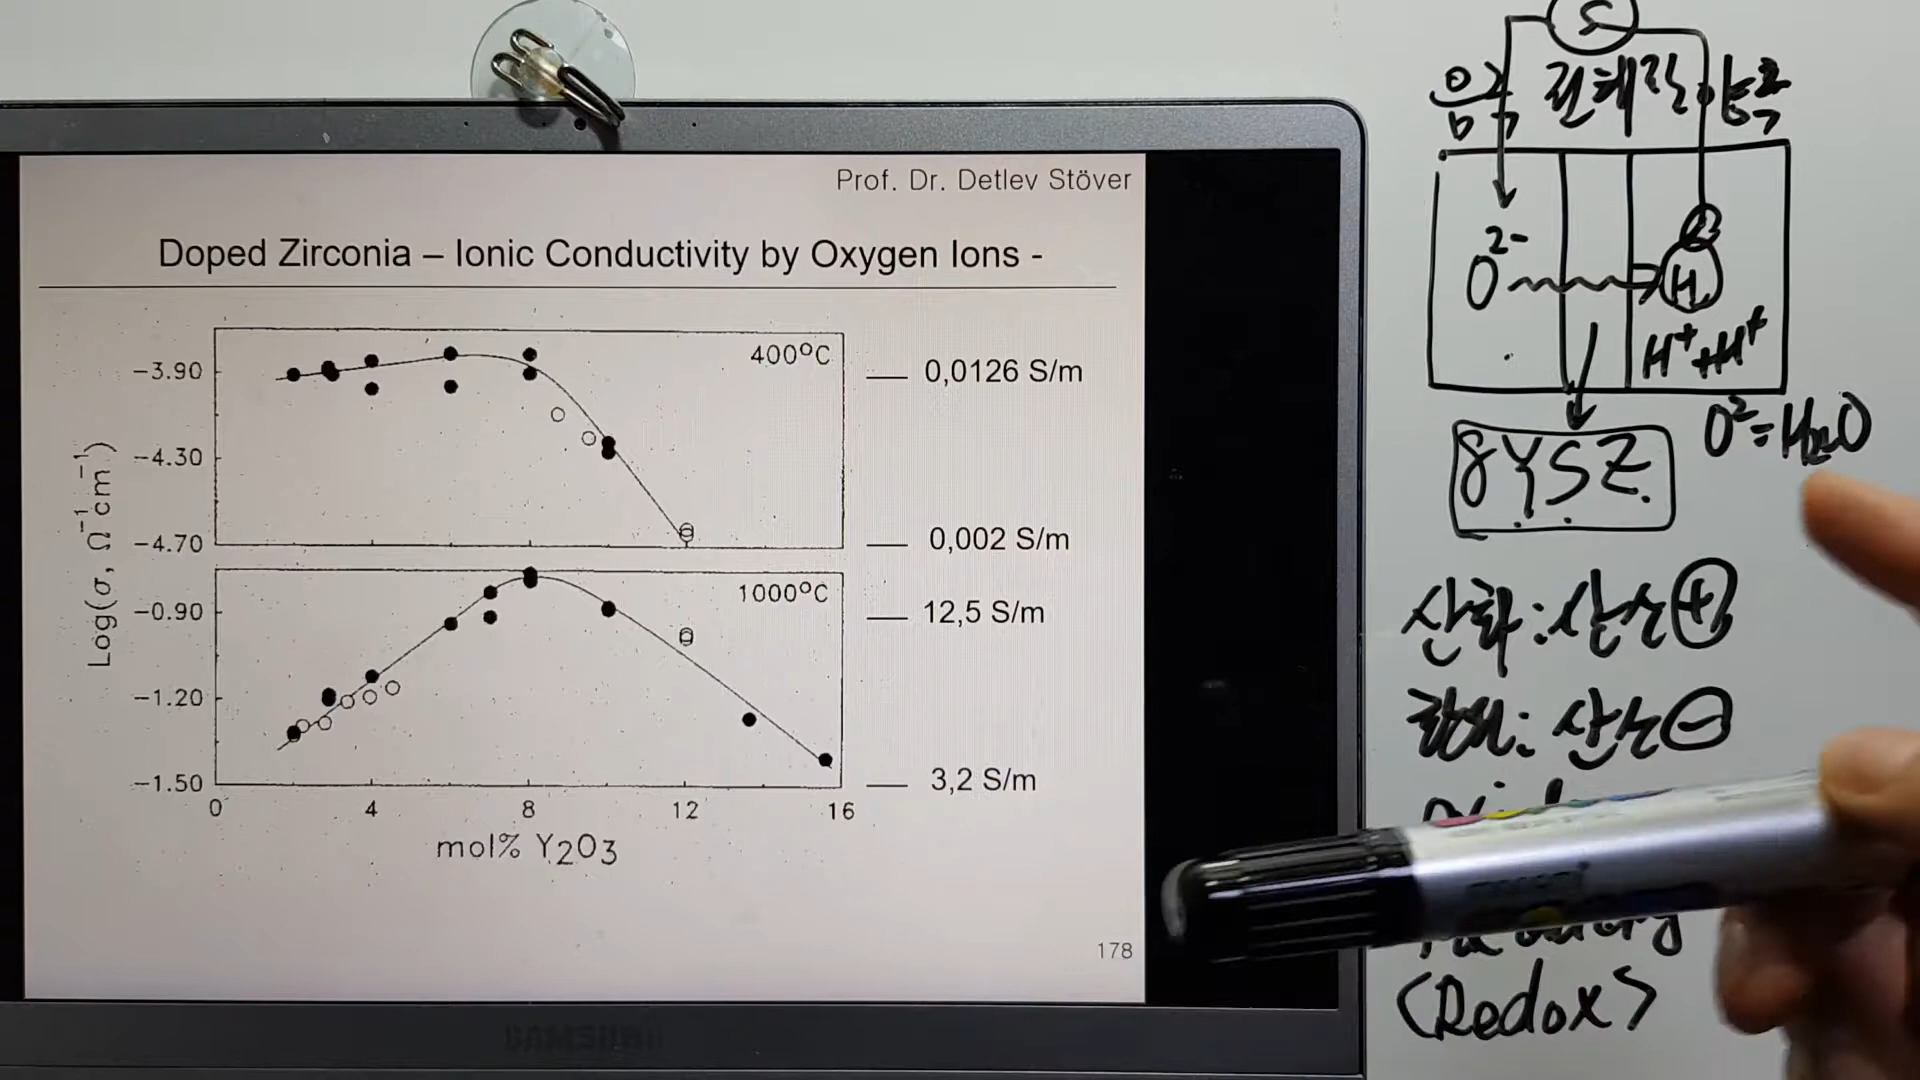 Prof. Dr. Detlev Stöver
Doped Zirconia – Ionic Conductivity by Oxygen Ions -
400°C
-3.90
-4.30
-4.70
0,0126 S/m
0,002 S/m
1000°C
-0.90
-1.20
-1.50
12,5 S/m
3,2 S/m
Log(σ, Ω⁻¹cm⁻¹)
0 4 8 12 16
mol% Y₂O₃
178
SAMSUNG
S
음극 전해질 연료극
O²⁻
H₂
H⁺+H⁺
O²⁻=H₂O
8YSZ
산화: 산소 ⊕
환원: 산소 ⊖
<Redox>